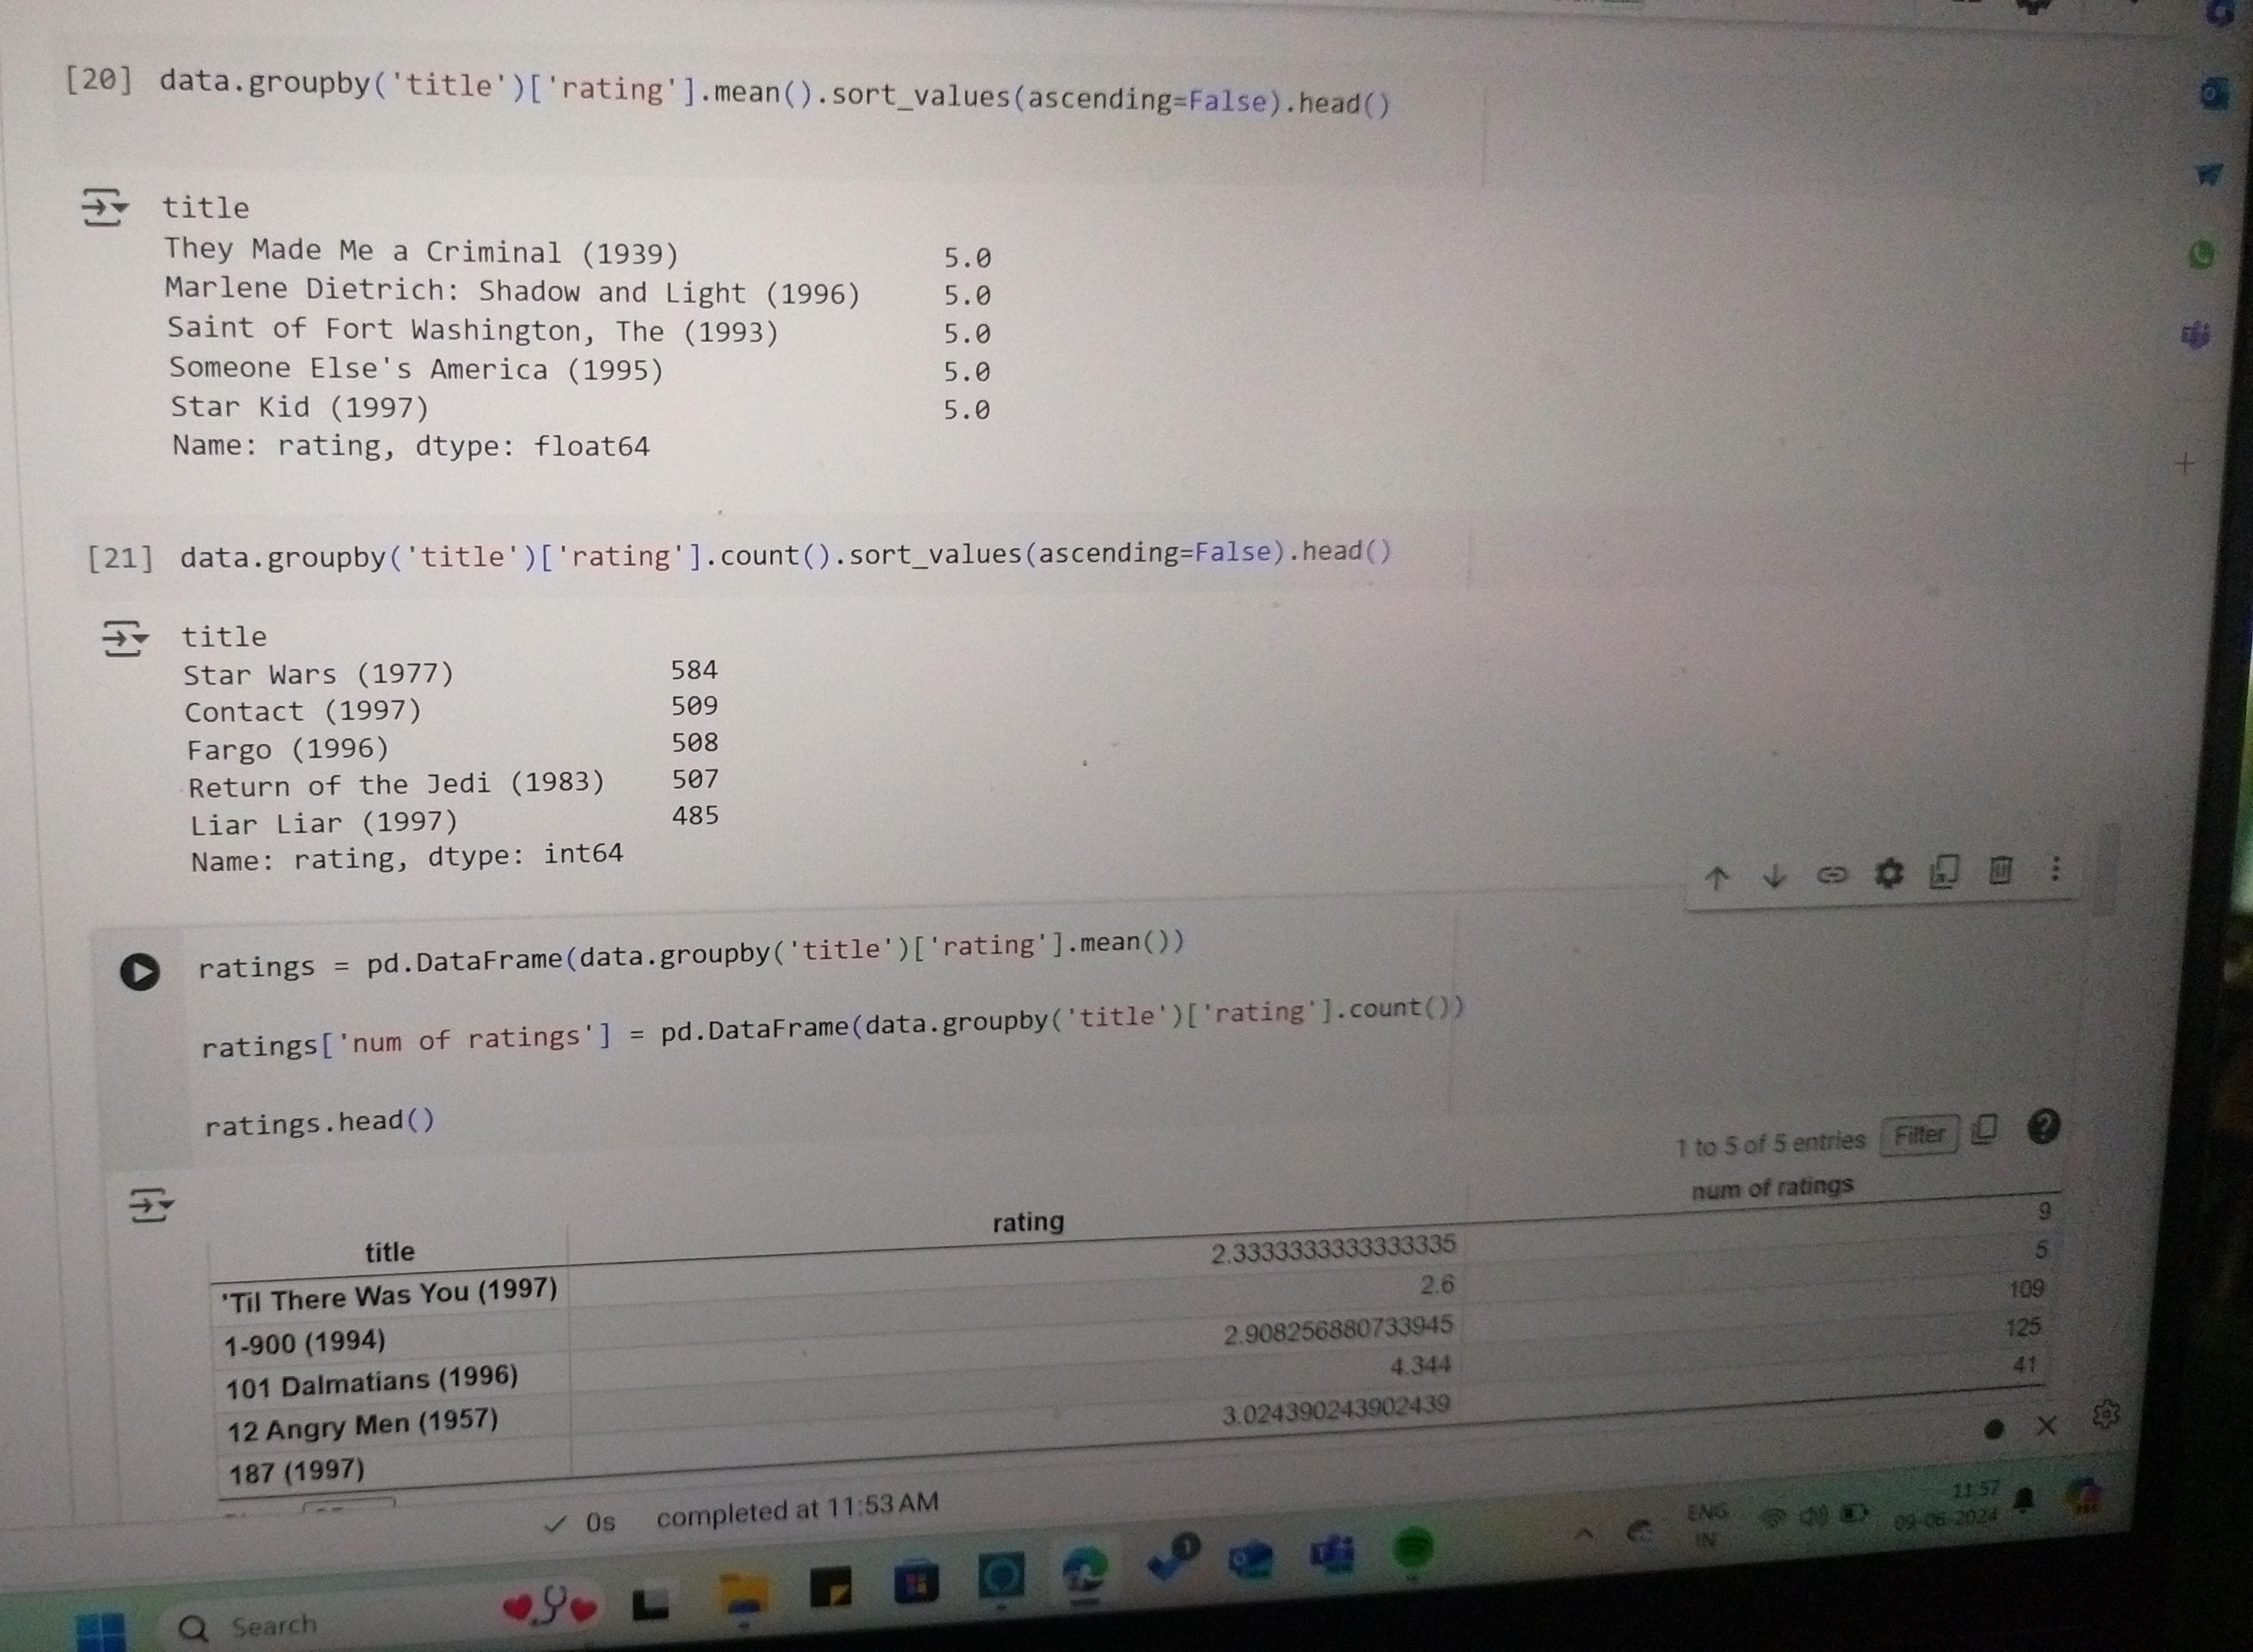 [20] data.groupby('title')['rating'].mean().sort_values(ascending=False).head()
title
They Made Me a Criminal (1939) 5.0
Marlene Dietrich: Shadow and Light (1996) 5.0
Saint of Fort Washington, The (1993) 5.0
Someone Else's America (1995) 5.0
Star Kid (1997) 5.0
Name: rating, dtype: float64
[21] data.groupby('title')['rating'].count().sort_values(ascending=False).head()
title
Star Wars (1977) 584
Contact (1997) 509
Fargo (1996) 508
Return of the Jedi (1983) 507
Liar Liar (1997) 485
Name: rating, dtype: int64
ratings = pd.DataFrame(data.groupby('title')['rating'].mean())
ratings['num of ratings'] = pd.DataFrame(data.groupby('title')['rating'].count())
ratings.head()
1 to 5 of 5 entries Filter
title rating num of ratings
'Til There Was You (1997) 2.3333333333333335 9
1-900 (1994) 2.6 5
101 Dalmatians (1996) 2.908256880733945 109
12 Angry Men (1957) 4.344 125
187 (1997) 3.024390243902439 41
0s completed at 11:53 AM
Search
ENG
IN
11:57
09-06-2024